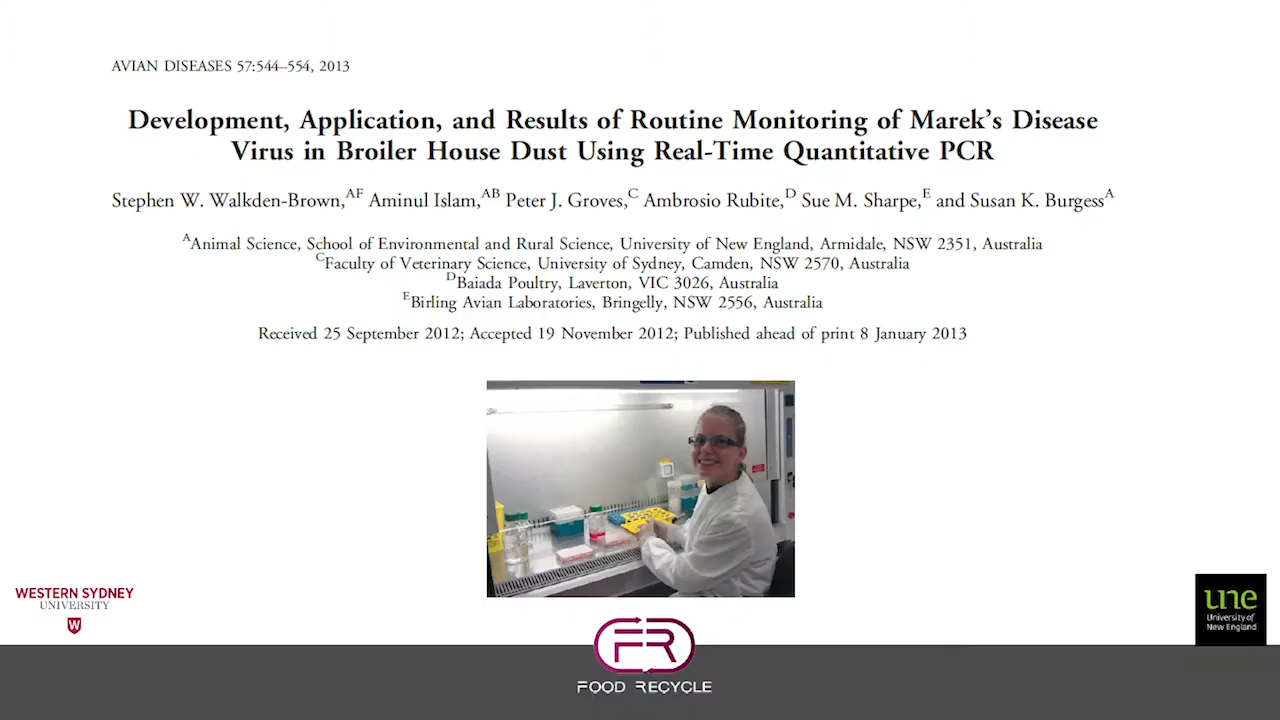 AVIAN DISEASES 57:544–554, 2013
Development, Application, and Results of Routine Monitoring of Marek’s Disease
Virus in Broiler House Dust Using Real-Time Quantitative PCR
Stephen W. Walkden-Brown,AF Aminul Islam,AB Peter J. Groves,C Ambrosio Rubite,D Sue M. Sharpe,E and Susan K. BurgessA
AAnimal Science, School of Environmental and Rural Science, University of New England, Armidale, NSW 2351, Australia
CFaculty of Veterinary Science, University of Sydney, Camden, NSW 2570, Australia
DBaiada Poultry, Laverton, VIC 3026, Australia
EBirling Avian Laboratories, Bringelly, NSW 2556, Australia
Received 25 September 2012; Accepted 19 November 2012; Published ahead of print 8 January 2013
WESTERN SYDNEY
UNIVERSITY
W
FR
FOOD RECYCLE
une
University of
New England